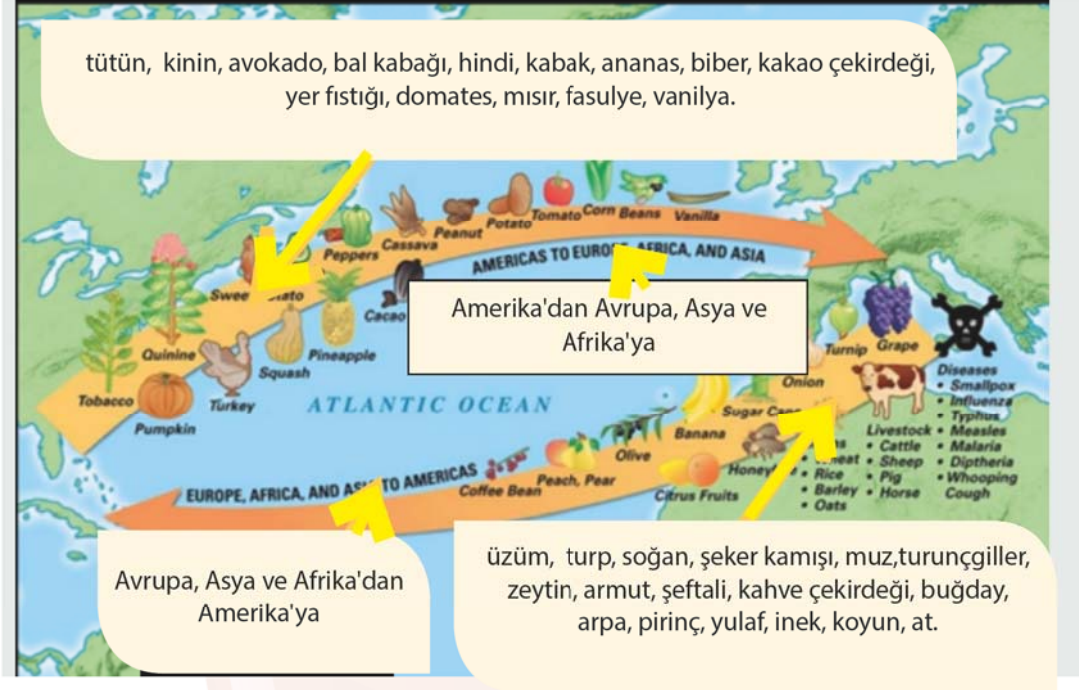 tütün, kinin, avokado, bal kabağı, hindi, kabak, ananas, biber, kakao çekirdeği,
yer fıstığı, domates, mısır, fasulye, vanilya.
Tomato Corn Beans Vanilla
Potato
Peanut
Cassava
Peppers
AMERICAS TO EUROPE, AFRICA, AND ASIA
Cacao
Pineapple
Squash
Quinine
Turkey
Tobacco
Pumpkin
Amerika'dan Avrupa, Asya ve
Afrika'ya
ATLANTIC OCEAN
Turnip Grape
Onion
Banana
Olive
Peach, Pear
Coffee Bean
Citrus Fruits
Diseases
• Smallpox
• Influenza
• Typhus
• Measles
• Malaria
• Diptheria
• Whooping
Cough
Livestock
• Cattle
• Sheep
• Pig
• Horse
• Rice
• Barley
• Oats
EUROPE, AFRICA, AND ASIA TO AMERICAS
Avrupa, Asya ve Afrika'dan
Amerika'ya
üzüm, turp, soğan, şeker kamışı, muz,turunçgiller,
zeytin, armut, şeftali, kahve çekirdeği, buğday,
arpa, pirinç, yulaf, inek, koyun, at.